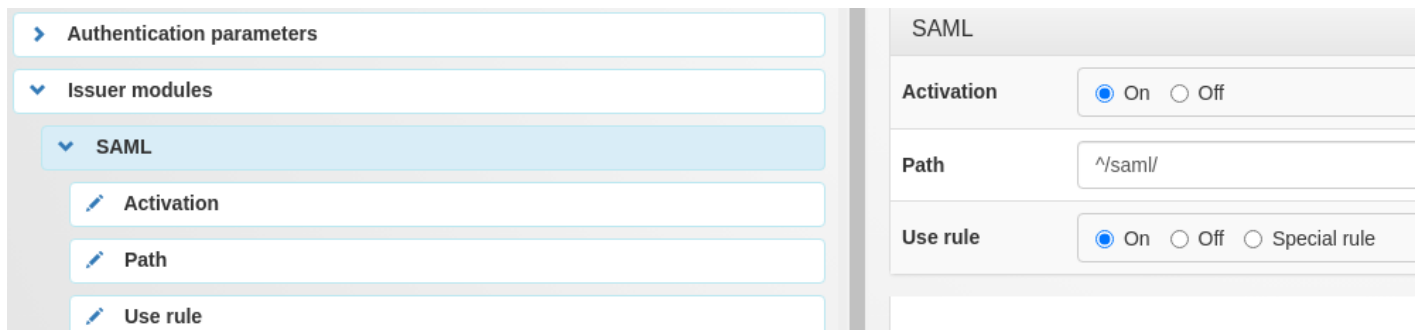 Authentication parameters
Issuer modules
SAML
Activation
Path
Use rule
SAML
Activation On Off
Path ^/saml/
Use rule On Off Special rule